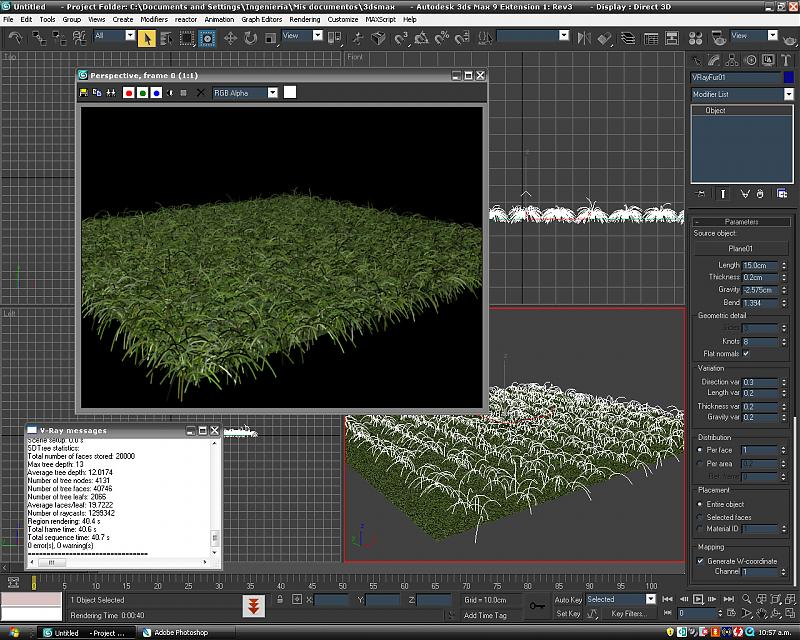 Untitled - Project Folder: C:\Documents and Settings\Ingenieria\Mis documentos\3dsmax - Autodesk 3ds Max 9 Extension 1: Rev3 - Display : Direct 3D
File Edit Tools Group Views Create Modifiers reactor Animation Graph Editors Rendering Customize MAXScript Help
All View View
Top Front
Perspective, frame 0 (1:1)
RGB Alpha
VRayFur01
Modifier List
Object
Parameters
Source object:
Plane01
Length 15.0cm
Thickness 0.2cm
Gravity -2.575cm
Bend 1.394
Geometric detail
Sides 3
Knots 8
Flat normals
Variation
Direction var 0.3
Length var 0.2
Thickness var 0.2
Gravity var 0.2
Distribution
Per face 1
Per area 0.2
Placement
Entire object
Selected faces
Material ID
Mapping
Generate W-coordinate
Channel 1
Left
V-Ray messages
Scene setup: 0.0 s
SDTree statistics:
Total number of faces stored: 20000
Max tree depth: 13
Average tree depth: 12.0174
Number of tree nodes: 4131
Number of tree faces: 40746
Number of tree leafs: 2066
Average faces/leaf: 19.7222
Number of raycasts: 1299342
Region rendering: 40.4 s
Total frame time: 40.6 s
Total sequence time: 40.7 s
0 error(s), 0 warning(s)
0 5 10 15 20 25 30 35 40 45 50 55 60 65 70 75 80 85 90 95 100
1 Object Selected X: Y: Z: Grid = 10.0cm Auto Key Selected
Rendering Time 0:00:40 Add Time Tag Set Key Key Filters... 0
Untitled - Project ... Adobe Photoshop 10:57 a.m.